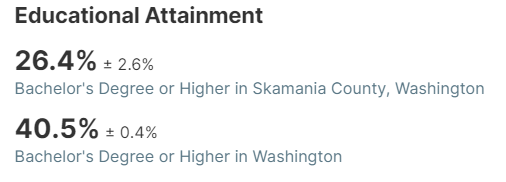 Educational Attainment
26.4% ± 2.6%
Bachelor's Degree or Higher in Skamania County, Washington
40.5% ± 0.4%
Bachelor's Degree or Higher in Washington